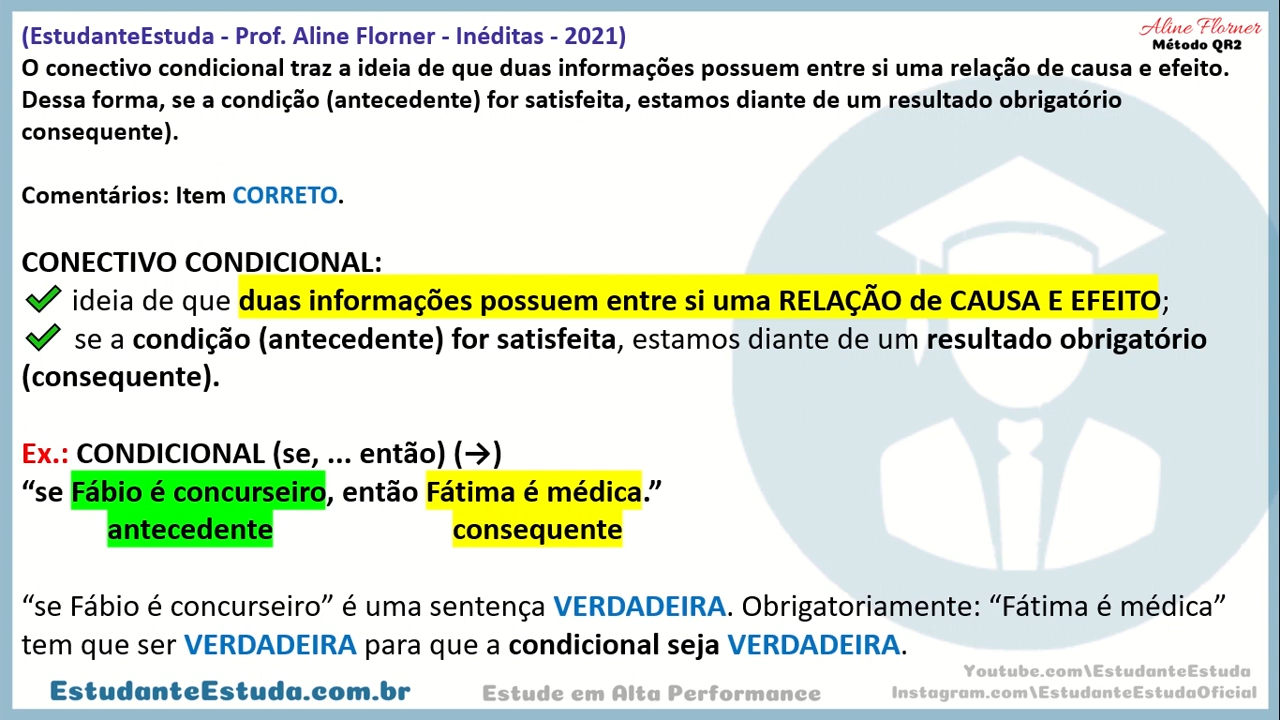 (EstudanteEstuda - Prof. Aline Florner - Inéditas - 2021)
Aline Florner
Método QR2
O conectivo condicional traz a ideia de que duas informações possuem entre si uma relação de causa e efeito.
Dessa forma, se a condição (antecedente) for satisfeita, estamos diante de um resultado obrigatório
consequente).
Comentários: Item CORRETO.
CONECTIVO CONDICIONAL:
✓ ideia de que duas informações possuem entre si uma RELAÇÃO de CAUSA E EFEITO;
✓ se a condição (antecedente) for satisfeita, estamos diante de um resultado obrigatório
(consequente).
Ex.: CONDICIONAL (se, ... então) (→)
“se Fábio é concurseiro, então Fátima é médica.”
antecedente consequente
“se Fábio é concurseiro” é uma sentença VERDADEIRA. Obrigatoriamente: “Fátima é médica”
tem que ser VERDADEIRA para que a condicional seja VERDADEIRA.
EstudanteEstuda.com.br
Estude em Alta Performance
Youtube.com\EstudanteEstuda
Instagram.com\EstudanteEstudaOficial